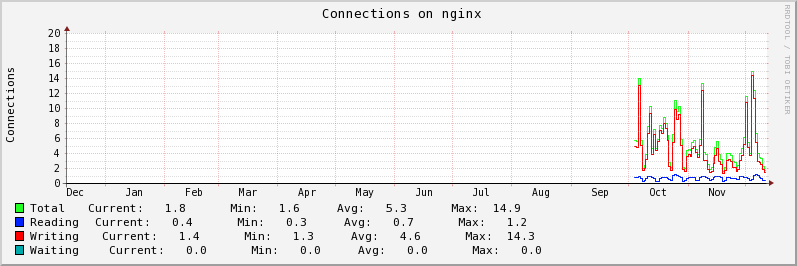 Connections on nginx
RRDTOOL / TOBI OETIKER
Connections
20
18
16
14
12
10
8
6
4
2
0
Dec Jan Feb Mar Apr May Jun Jul Aug Sep Oct Nov
Total Current: 1.8 Min: 1.6 Avg: 5.3 Max: 14.9
Reading Current: 0.4 Min: 0.3 Avg: 0.7 Max: 1.2
Writing Current: 1.4 Min: 1.3 Avg: 4.6 Max: 14.3
Waiting Current: 0.0 Min: 0.0 Avg: 0.0 Max: 0.0